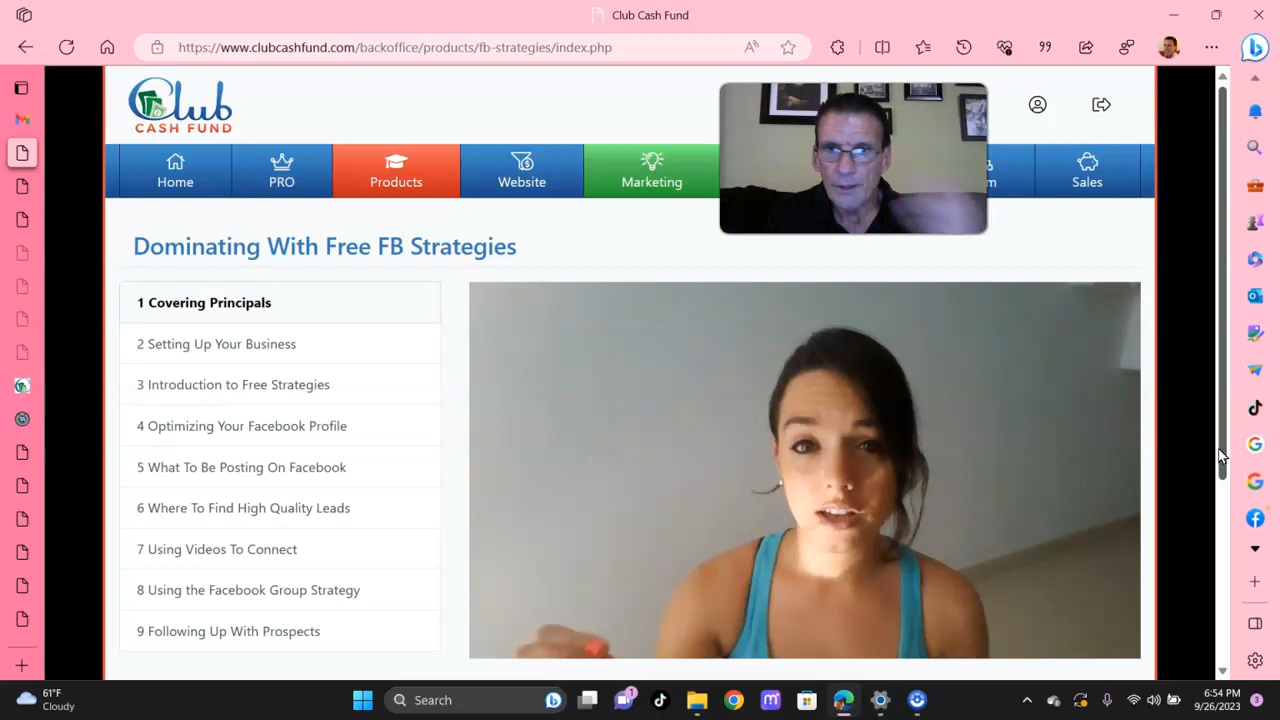 Club Cash Fund
https://www.clubcashfund.com/backoffice/products/fb-strategies/index.php
Club
CASH FUND
Home
PRO
Products
Website
Marketing
m
Sales
Dominating With Free FB Strategies
1 Covering Principals
2 Setting Up Your Business
3 Introduction to Free Strategies
4 Optimizing Your Facebook Profile
5 What To Be Posting On Facebook
6 Where To Find High Quality Leads
7 Using Videos To Connect
8 Using the Facebook Group Strategy
9 Following Up With Prospects
61°F
Cloudy
Search
1
6:54 PM
9/26/2023
3